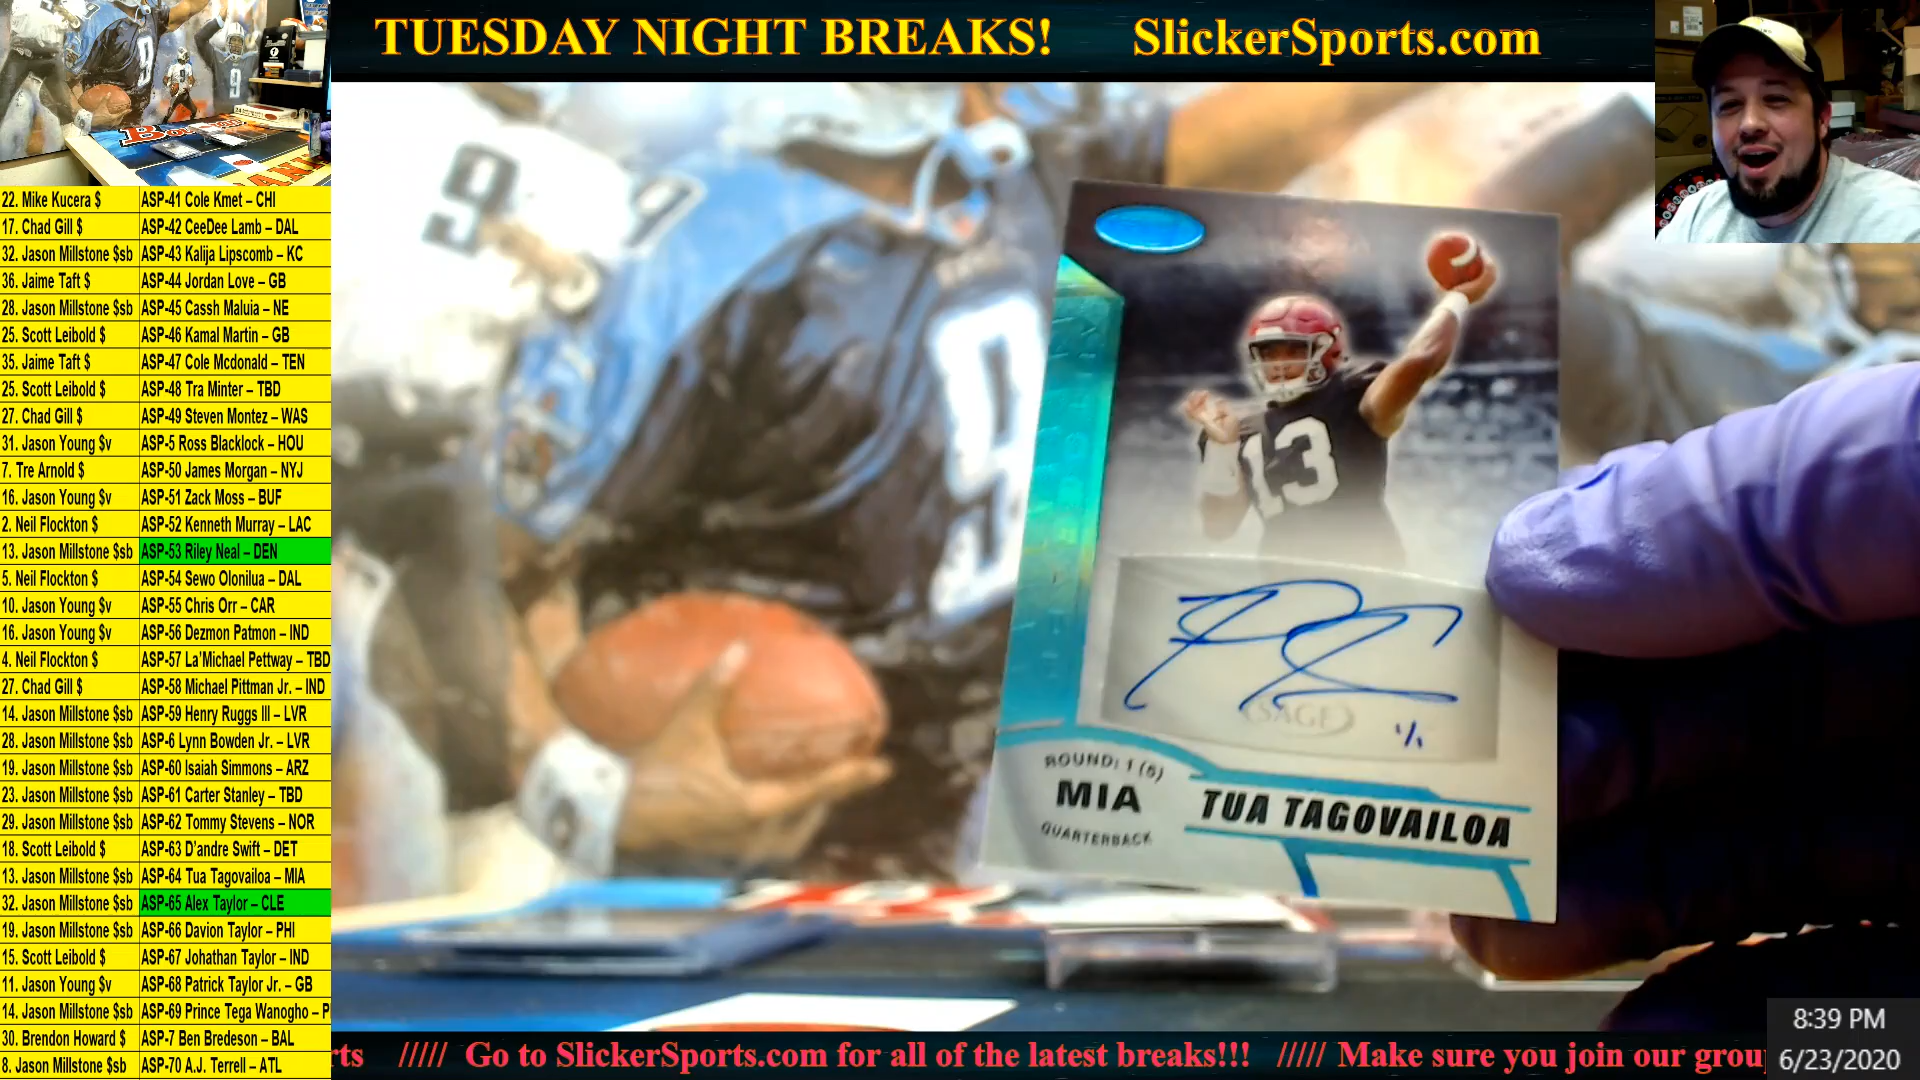 TUESDAY NIGHT BREAKS! SlickerSports.com
22. Mike Kucera $ ASP-41 Cole Kmet – CHI
17. Chad Gill $ ASP-42 CeeDee Lamb – DAL
32. Jason Millstone $sb ASP-43 Kalija Lipscomb – KC
36. Jaime Taft $ ASP-44 Jordan Love – GB
28. Jason Millstone $sb ASP-45 Cassh Maluia – NE
25. Scott Leibold $ ASP-46 Kamal Martin – GB
35. Jaime Taft $ ASP-47 Cole Mcdonald – TEN
25. Scott Leibold $ ASP-48 Tra Minter – TBD
27. Chad Gill $ ASP-49 Steven Montez – WAS
31. Jason Young $v ASP-5 Ross Blacklock – HOU
7. Tre Arnold $ ASP-50 James Morgan – NYJ
16. Jason Young $v ASP-51 Zack Moss – BUF
2. Neil Flockton $ ASP-52 Kenneth Murray – LAC
13. Jason Millstone $sb ASP-53 Riley Neal – DEN
5. Neil Flockton $ ASP-54 Sewo Olonilua – DAL
10. Jason Young $v ASP-55 Chris Orr – CAR
16. Jason Young $v ASP-56 Dezmon Patmon – IND
4. Neil Flockton $ ASP-57 La'Michael Pettway – TBD
27. Chad Gill $ ASP-58 Michael Pittman Jr. – IND
14. Jason Millstone $sb ASP-59 Henry Ruggs III – LVR
28. Jason Millstone $sb ASP-6 Lynn Bowden Jr. – LVR
19. Jason Millstone $sb ASP-60 Isaiah Simmons – ARZ
23. Jason Millstone $sb ASP-61 Carter Stanley – TBD
29. Jason Millstone $sb ASP-62 Tommy Stevens – NOR
18. Scott Leibold $ ASP-63 D'andre Swift – DET
13. Jason Millstone $sb ASP-64 Tua Tagovailoa – MIA
32. Jason Millstone $sb ASP-65 Alex Taylor – CLE
19. Jason Millstone $sb ASP-66 Davion Taylor – PHI
15. Scott Leibold $ ASP-67 Johathan Taylor – IND
11. Jason Young $v ASP-68 Patrick Taylor Jr. – GB
14. Jason Millstone $sb ASP-69 Prince Tega Wanogho – P
30. Brendon Howard $ ASP-7 Ben Bredeson – BAL
8. Jason Millstone $sb ASP-70 A.J. Terrell – ATL
9
9
9
13
SAGE
1/1
ROUND: 1 (5)
MIA
QUARTERBACK
TUA TAGOVAILOA
rts ///// Go to SlickerSports.com for all of the latest breaks!!! ///// Make sure you join our grou
8:39 PM
6/23/2020